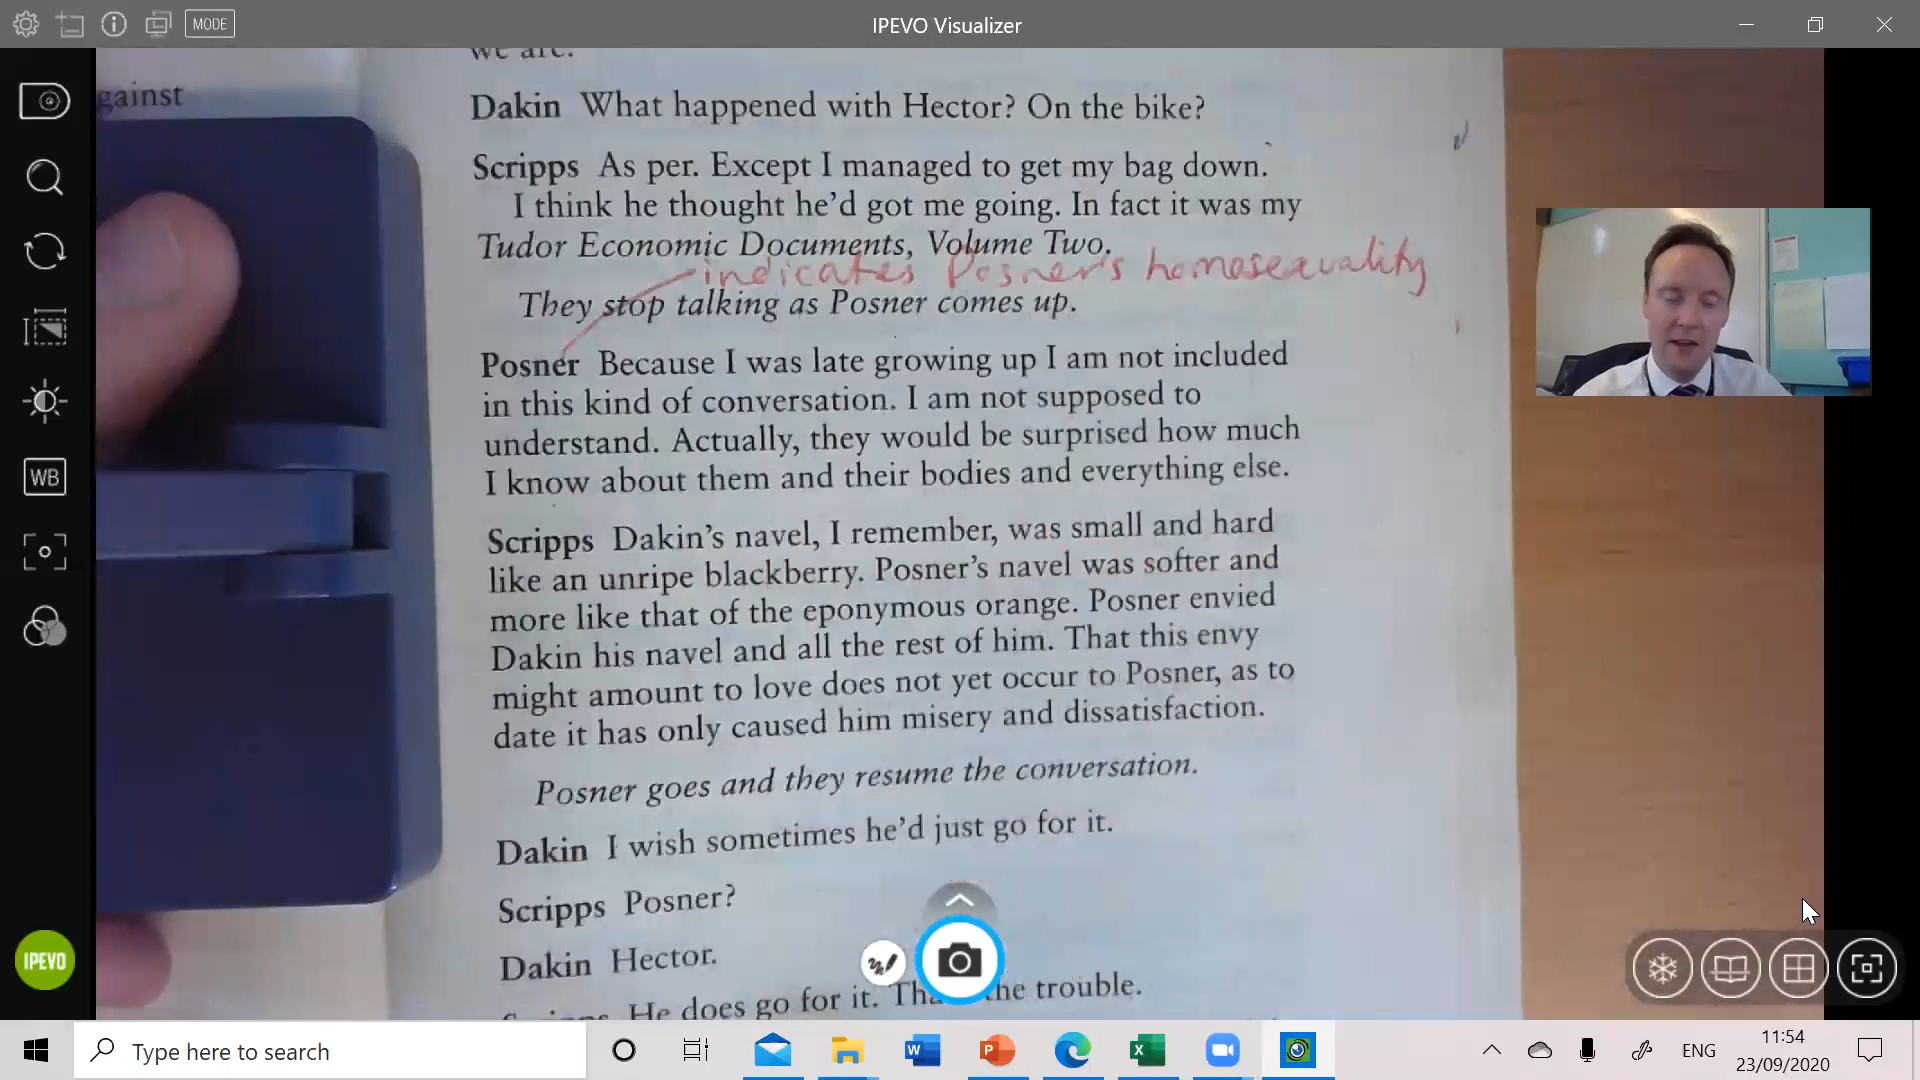 MODE
IPEVO Visualizer
we are.
gainst
Dakin What happened with Hector? On the bike?
Scripps As per. Except I managed to get my bag down.
I think he thought he'd got me going. In fact it was my
Tudor Economic Documents, Volume Two.
indicates Posner's homosexuality
They stop talking as Posner comes up.
Posner Because I was late growing up I am not included
in this kind of conversation. I am not supposed to
understand. Actually, they would be surprised how much
I know about them and their bodies and everything else.
Scripps Dakin's navel, I remember, was small and hard
like an unripe blackberry. Posner's navel was softer and
more like that of the eponymous orange. Posner envied
Dakin his navel and all the rest of him. That this envy
might amount to love does not yet occur to Posner, as to
date it has only caused him misery and dissatisfaction.
Posner goes and they resume the conversation.
Dakin I wish sometimes he'd just go for it.
Scripps Posner?
Dakin Hector.
He does go for it. the trouble.
WB
IPEVO
Type here to search
ENG
11:54
23/09/2020